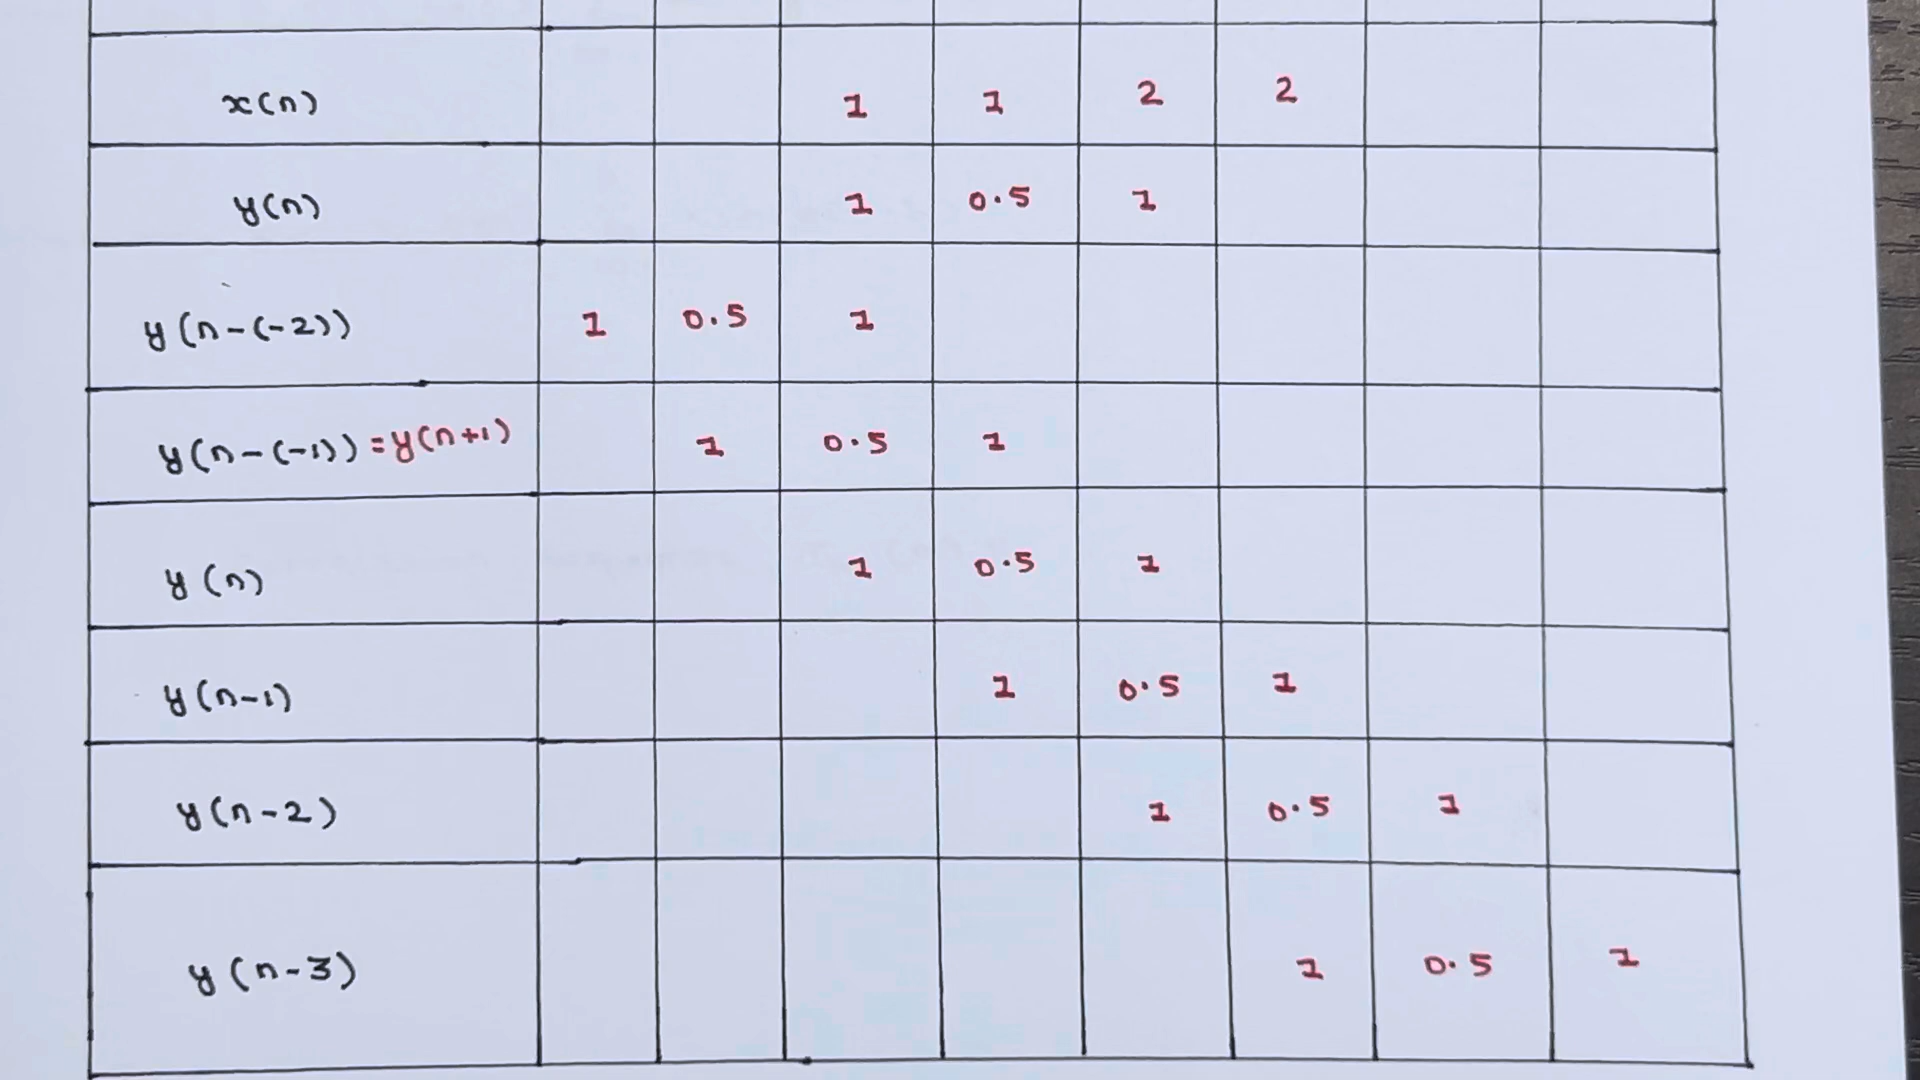 x(n) 1 1 2 2
y(n) 1 0.5 1
y(n-(-2)) 1 0.5 1
y(n-(-1)) = y(n+1) 1 0.5 1
y(n) 1 0.5 1
y(n-1) 1 0.5 1
y(n-2) 1 0.5 1
y(n-3) 1 0.5 1